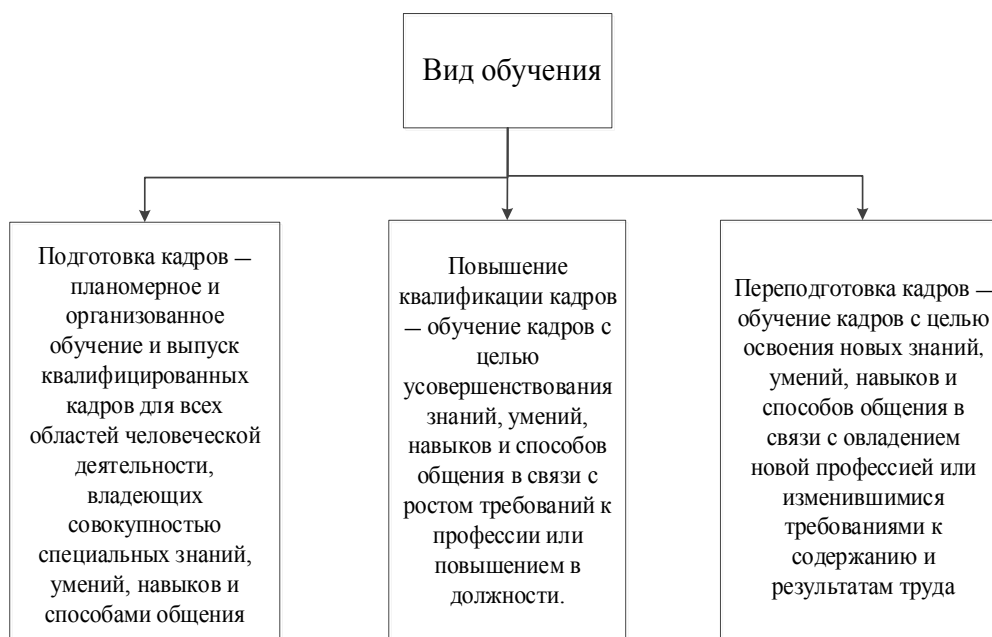 Вид обучения
Подготовка кадров —
планомерное и
организованное
обучение и выпуск
квалифицированных
кадров для всех
областей человеческой
деятельности,
владеющих
совокупностью
специальных знаний,
умений, навыков и
способами общения
Повышение
квалификации кадров
— обучение кадров с
целью
усовершенствования
знаний, умений,
навыков и способов
общения в связи с
ростом требований к
профессии или
повышением в
должности.
Переподготовка кадров —
обучение кадров с целью
освоения новых знаний,
умений, навыков и
способов общения в
связи с овладением
новой профессией или
изменившимися
требованиями к
содержанию и
результатам труда